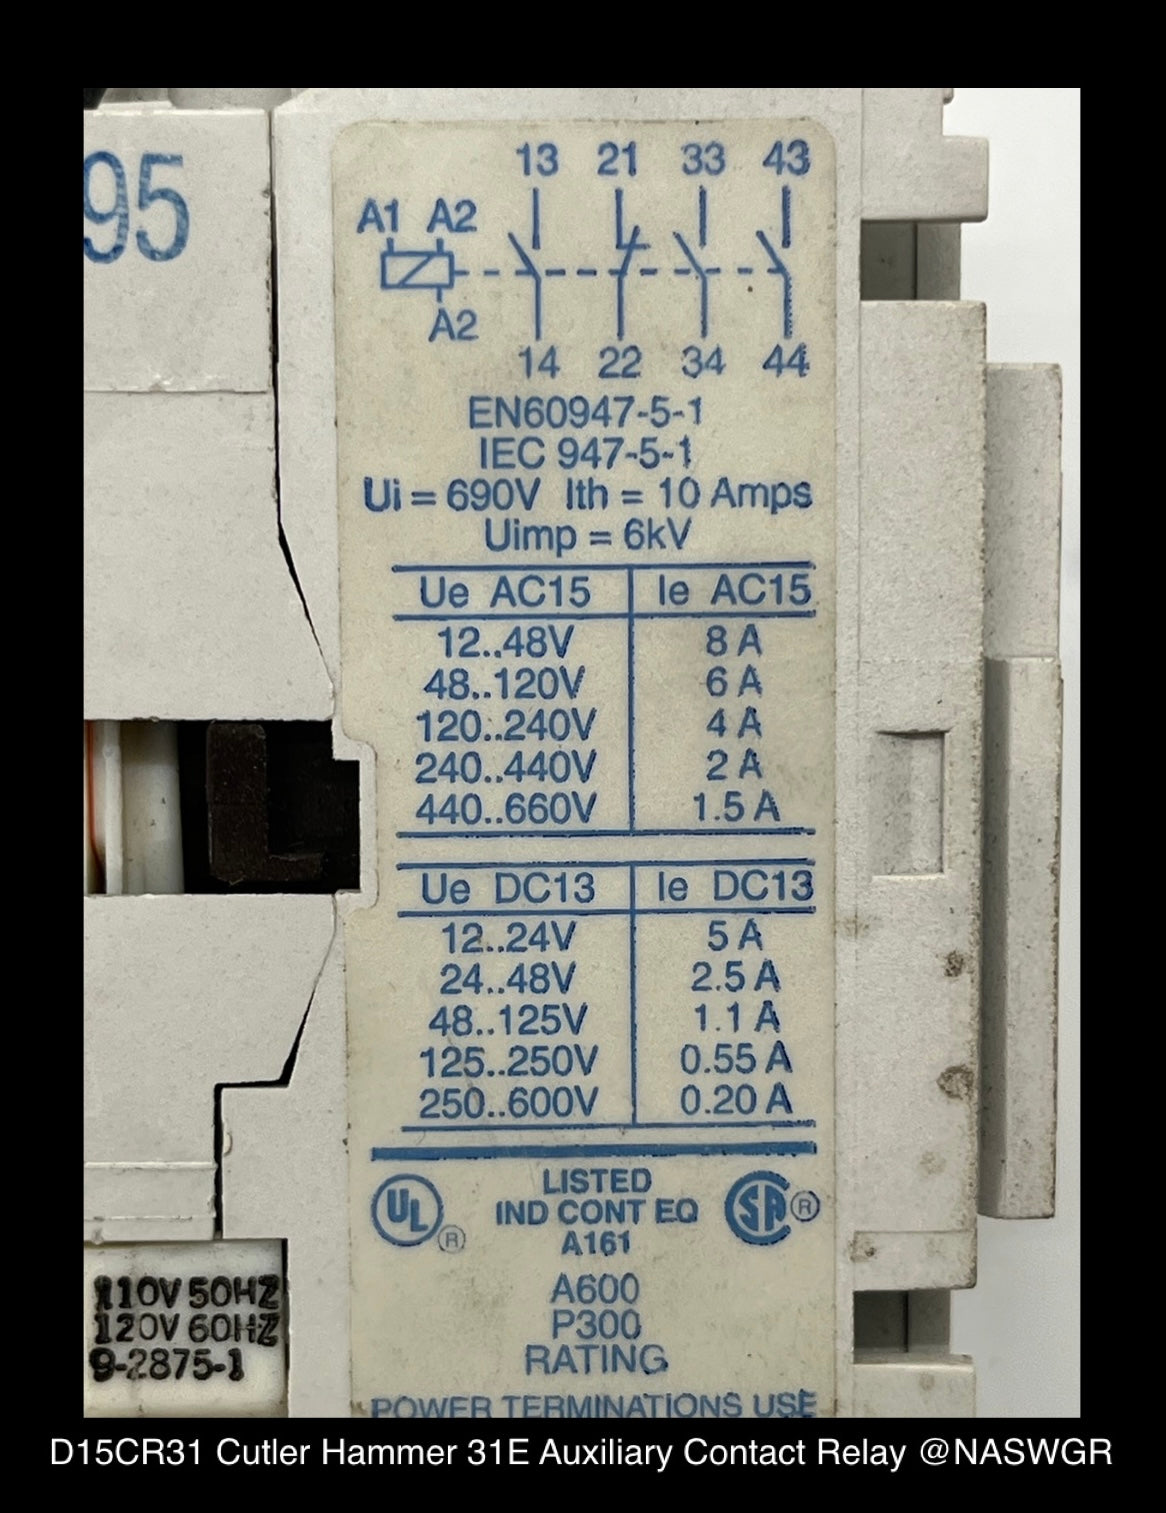 95
13 21 33 43
A1 A2
A2
14 22 34 44
EN60947-5-1
IEC 947-5-1
Ui = 690V Ith = 10 Amps
Uimp = 6kV
Ue AC15 Ie AC15
12..48V 8 A
48..120V 6 A
120..240V 4 A
240..440V 2 A
440..660V 1.5 A
Ue DC13 Ie DC13
12..24V 5 A
24..48V 2.5 A
48..125V 1.1 A
125..250V 0.55 A
250..600V 0.20 A
UL ®
LISTED
IND CONT EQ
A161
SA ®
A600
P300
RATING
POWER TERMINATIONS USE
110V 50HZ
120V 60HZ
9-2875-1
D15CR31 Cutler Hammer 31E Auxiliary Contact Relay @NASWGR